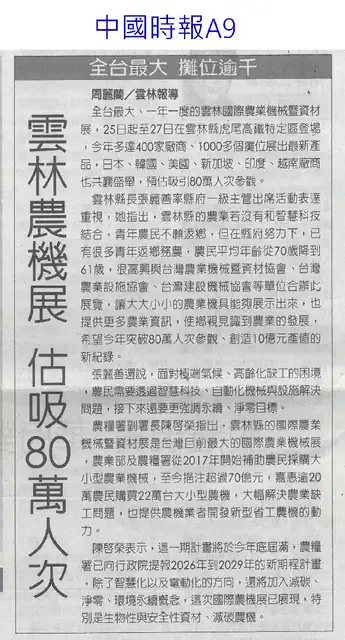 中國時報A9
全台最大 攤位逾千
雲林農機展 估吸80萬人次
周麗蘭／雲林報導
全台最大、一年一度的雲林國際農業機械暨資材
展，25日起至27日在雲林縣虎尾高鐵特定區登場
，今年多達400家廠商、1000多個攤位展出最新產
品，日本、韓國、美國、新加坡、印度、越南廠商
也共襄盛舉，預估吸引80萬人次參觀。
雲林縣長張麗善率縣府一級主管出席活動表達
重視，她指出，雲林縣的農業若沒有和智慧科技
結合，青年農民不願返鄉，但在縣府努力下，已
有很多青年返鄉務農，農民平均年齡從70歲降到
61歲，很高興與台灣農業機械暨資材協會、台灣
農業設施協會、台灣建設機械協會等單位合辦此
展覽，讓大大小小的農業機具能夠展示出來，也
提供更多農業資訊，使鄉親見識到農業的發展，
希望今年突破80萬人次參觀、創造10億元產值的
新紀錄。
張麗善還說，面對極端氣候、高齡化缺工的困境
，農民需要透過智慧科技、自動化機械與設施解決
問題，接下來還要更強調永續、淨零目標。
農糧署副署長陳啓榮指出，雲林縣的國際農業機
械暨資材展是台灣目前最大的國際農業機械展
，農業部及農糧署從2017年開始補助農民採購大
小型農業機械，至今挹注超過70億元，嘉惠逾20
萬農民購買22萬台大小型農機，大幅解決農業缺
工問題，也提供農機業者開發新型省工農機的動
力。
陳啓榮表示，這一期計畫將於今年底屆滿，農糧
署已向行政院提報2026年到2029年的新期程計畫
，除了智慧化以及電動化的方向，還將加入減碳、
淨零、環境永續概念，這次國際農機展已展現，特
別是生物性與安全性資材、減碳農機。